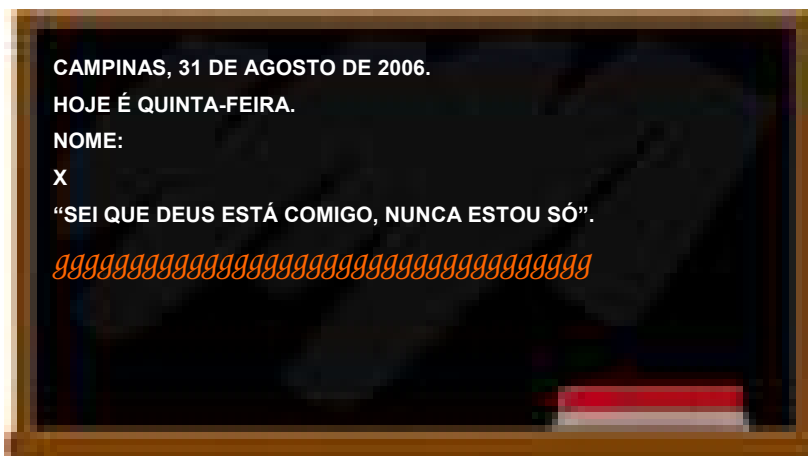 CAMPINAS, 31 DE AGOSTO DE 2006.
HOJE É QUINTA-FEIRA.
NOME:
X
“SEI QUE DEUS ESTÁ COMIGO, NUNCA ESTOU SÓ”.
gggggggggggggggggggggggggggggggggggg